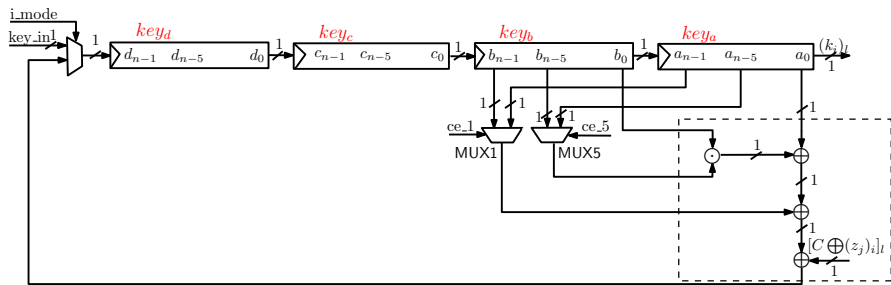 i_mode
key_in 1
1
key_d
d_{n−1} d_{n−5} d_0
1
key_c
c_{n−1} c_{n−5} c_0
1
key_b
b_{n−1} b_{n−5} b_0
1
key_a
a_{n−1} a_{n−5} a_0
(k_i)_l
1
1 1
1 1
1
ce_1
ce_5
MUX1
MUX5
1
1
1
[C ⊕ (z_j)_i]_l
1